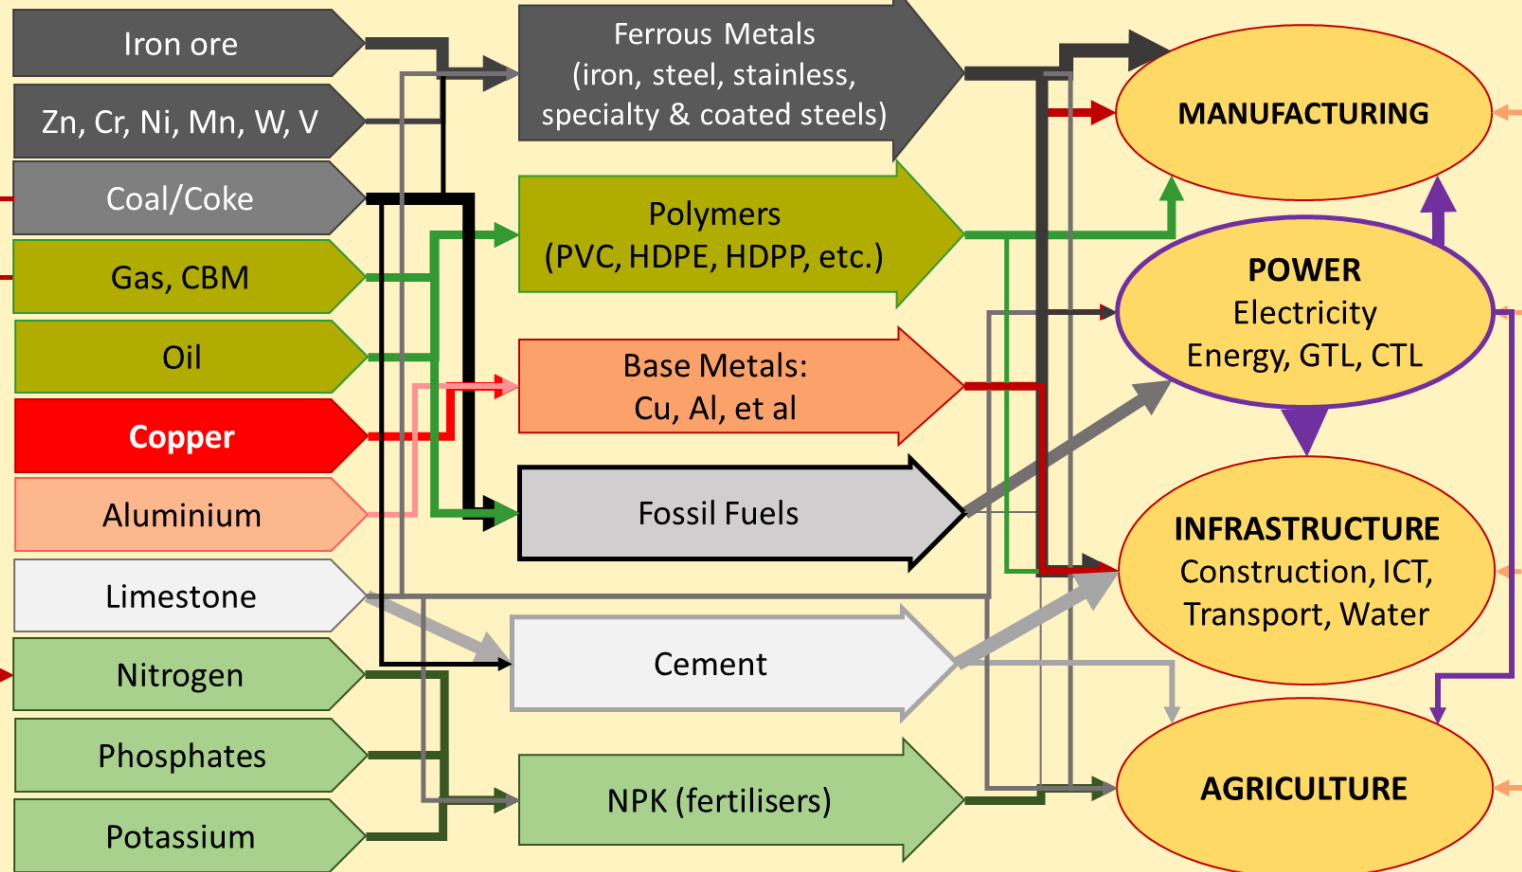 Iron ore
Zn, Cr, Ni, Mn, W, V
Coal/Coke
Gas, CBM
Oil
Copper
Aluminium
Limestone
Nitrogen
Phosphates
Potassium
Ferrous Metals
(iron, steel, stainless,
specialty & coated steels)
Polymers
(PVC, HDPE, HDPP, etc.)
Base Metals:
Cu, Al, et al
Fossil Fuels
Cement
NPK (fertilisers)
MANUFACTURING
POWER
Electricity
Energy, GTL, CTL
INFRASTRUCTURE
Construction, ICT,
Transport, Water
AGRICULTURE